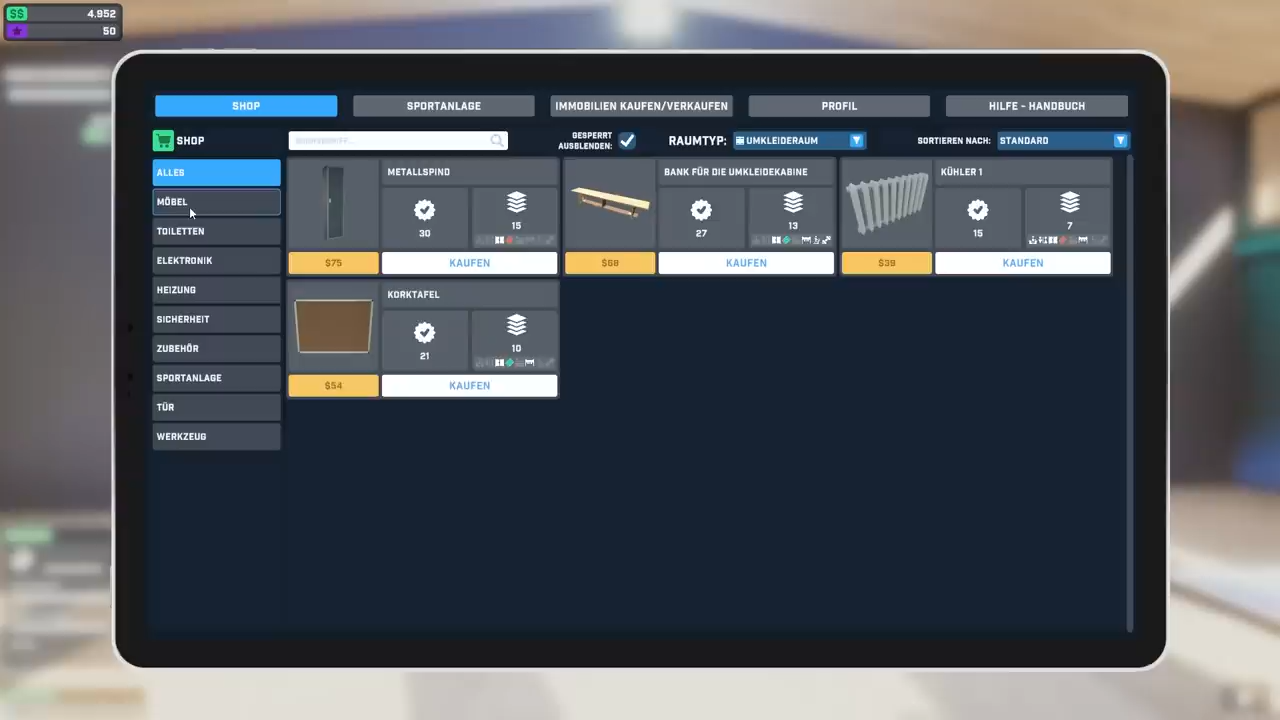 $$ 4.952
50
SHOP SPORTANLAGE IMMOBILIEN KAUFEN/VERKAUFEN PROFIL HILFE - HANDBUCH
SHOP
GESPERRT
AUSBLENDEN:
RAUMTYP: UMKLEIDERAUM
SORTIEREN NACH: STANDARD
ALLES
MÖBEL
TOILETTEN
ELEKTRONIK
HEIZUNG
SICHERHEIT
ZUBEHÖR
SPORTANLAGE
TÜR
WERKZEUG
METALLSPIND
30 15
$75 KAUFEN
BANK FÜR DIE UMKLEIDEKABINE
27 13
$68 KAUFEN
KÜHLER 1
15 7
$39 KAUFEN
KORKTAFEL
21 10
$54 KAUFEN